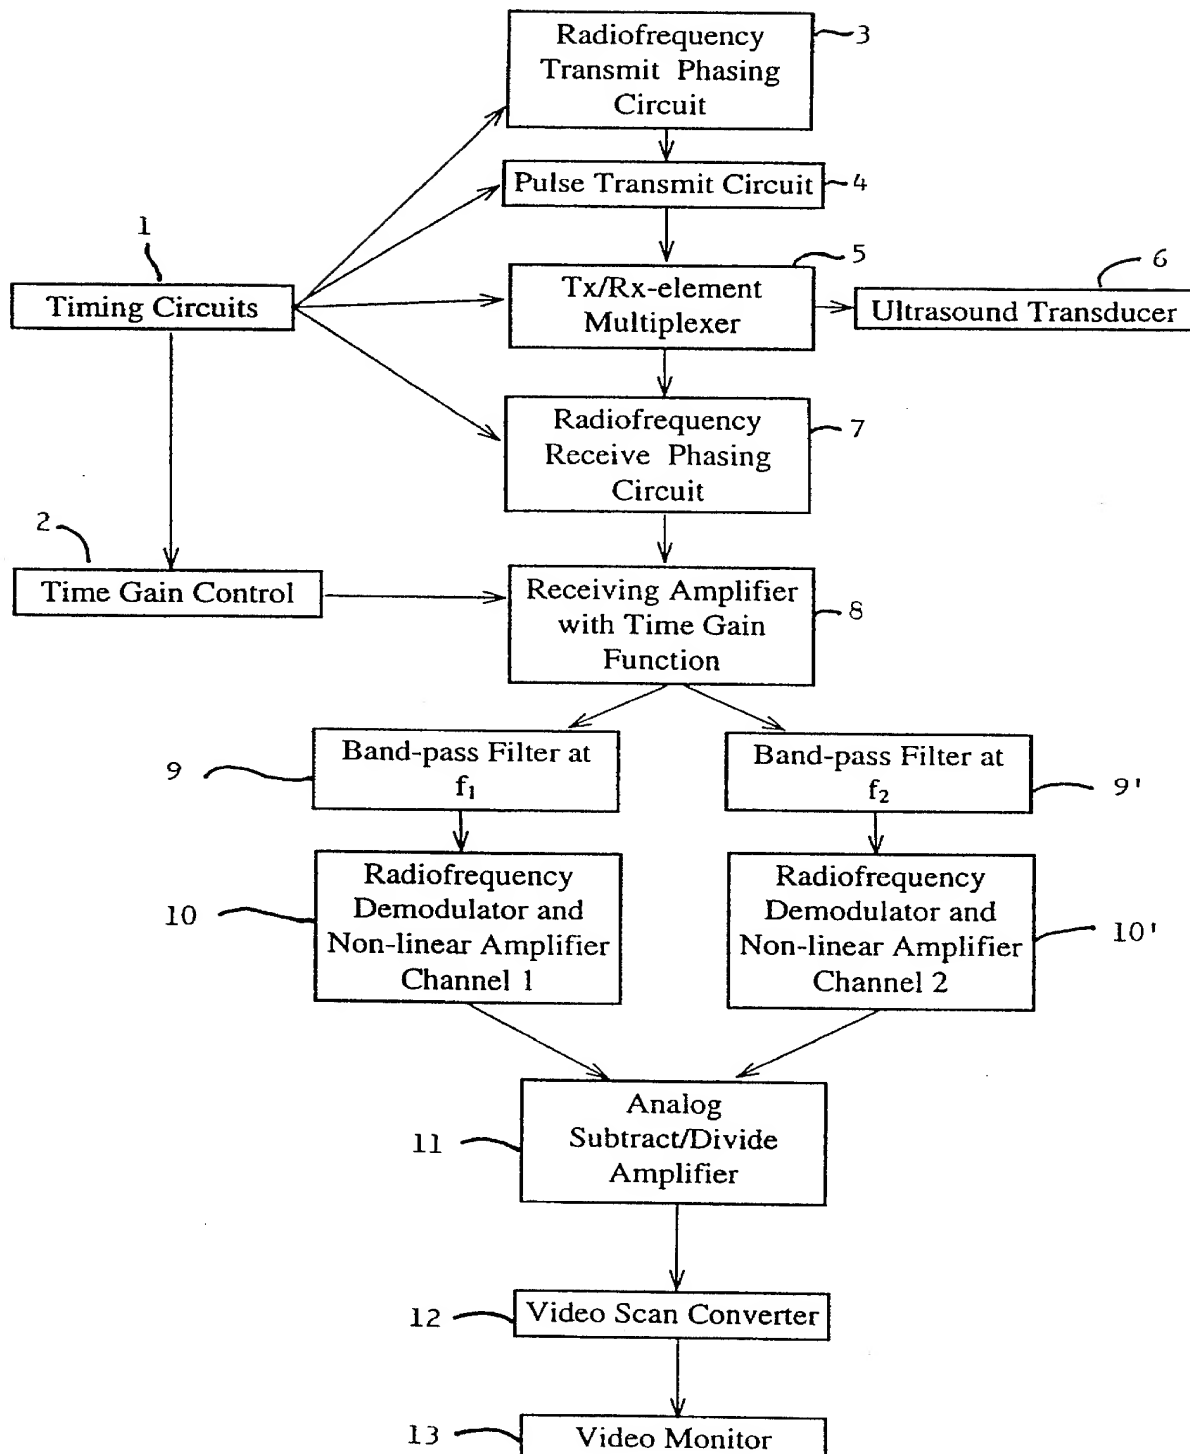 Radiofrequency
Transmit Phasing
Circuit
3
Pulse Transmit Circuit
4
1
Timing Circuits
5
Tx/Rx-element
Multiplexer
6
Ultrasound Transducer
Radiofrequency
Receive Phasing
Circuit
7
2
Time Gain Control
Receiving Amplifier
with Time Gain
Function
8
9
Band-pass Filter at
f₁
Band-pass Filter at
f₂
9'
10
Radiofrequency
Demodulator and
Non-linear Amplifier
Channel 1
Radiofrequency
Demodulator and
Non-linear Amplifier
Channel 2
10'
11
Analog
Subtract/Divide
Amplifier
12
Video Scan Converter
13
Video Monitor